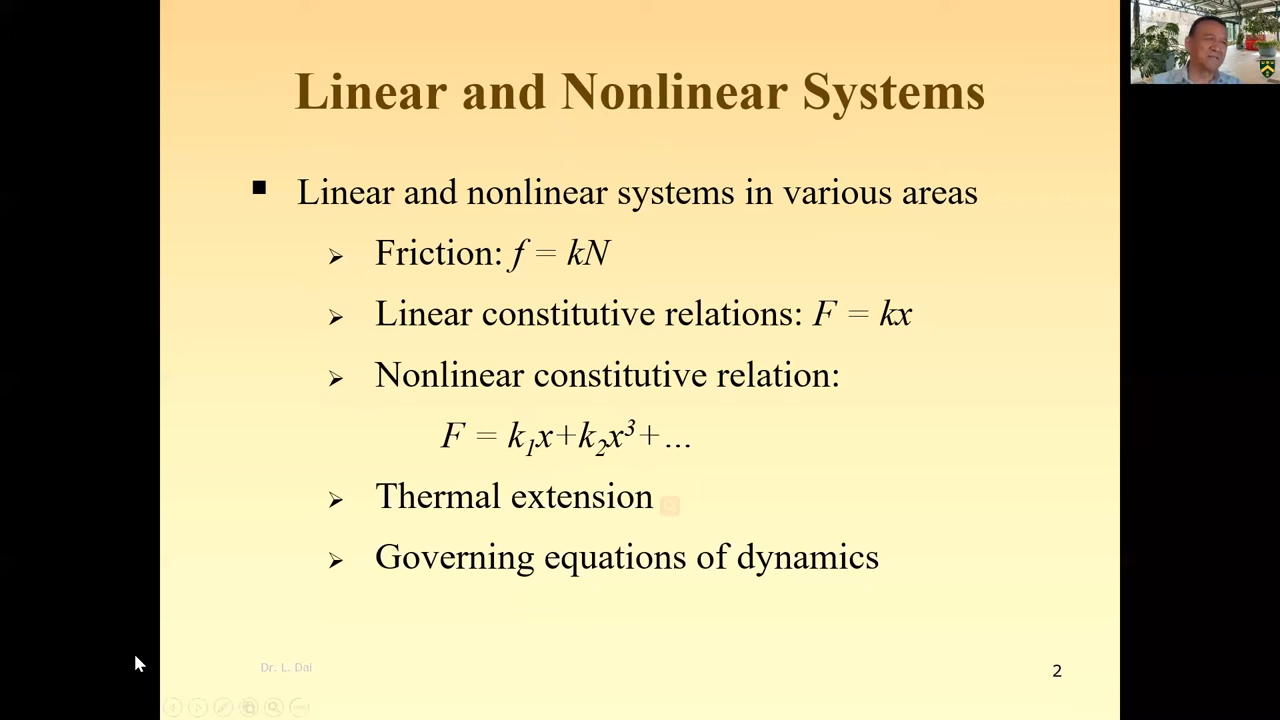 Linear and Nonlinear Systems
Linear and nonlinear systems in various areas
Friction: f = kN
Linear constitutive relations: F = kx
Nonlinear constitutive relation:
F = k₁x+k₂x³+...
Thermal extension
Governing equations of dynamics
Dr. L. Dai
2